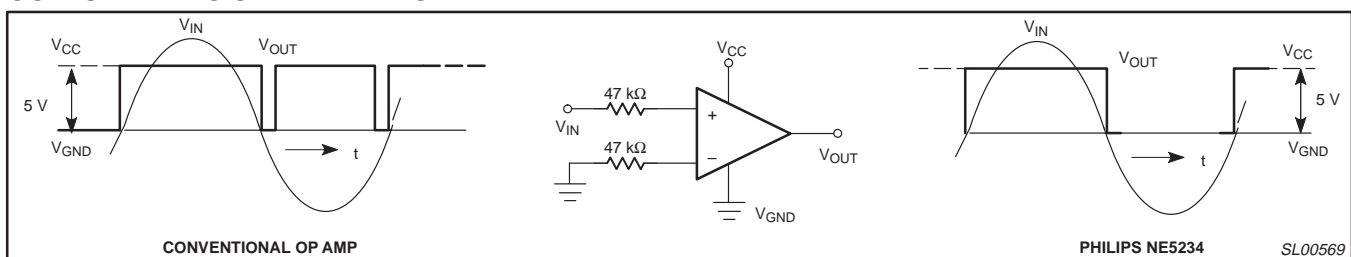 V_IN
V_CC
V_OUT
5 V
V_GND
t
CONVENTIONAL OP AMP
V_CC
47 kΩ
V_IN
+
47 kΩ
−
V_OUT
V_GND
V_IN
V_CC
V_OUT
5 V
V_GND
t
PHILIPS NE5234
SL00569